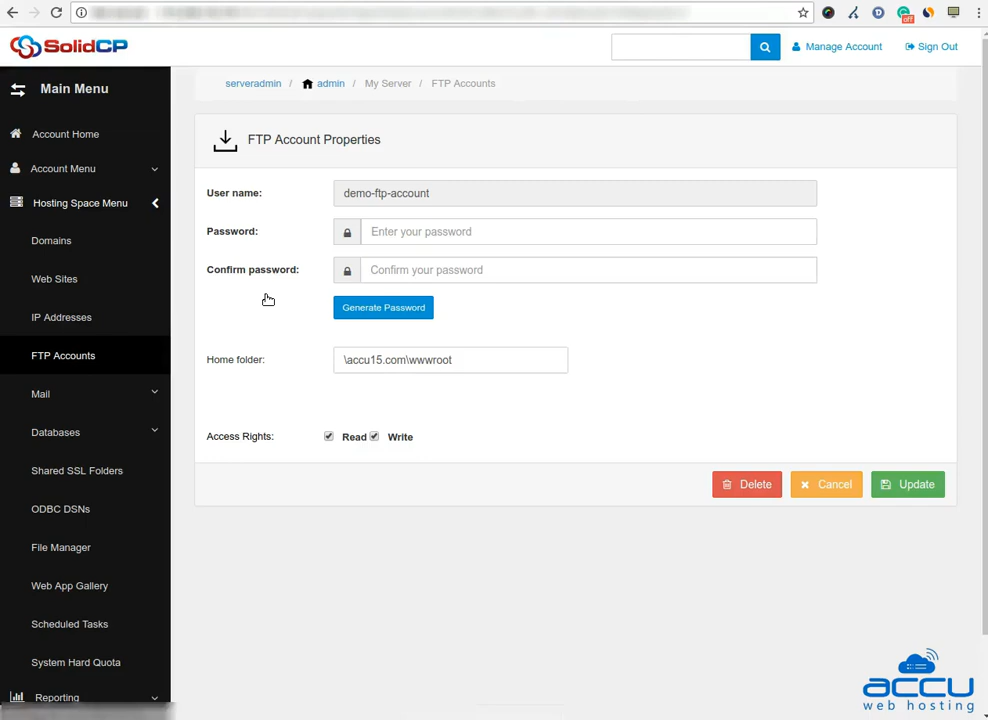 SolidCP
Manage Account
Sign Out
off
Main Menu
serveradmin / admin / My Server / FTP Accounts
Account Home
Account Menu
Hosting Space Menu
Domains
Web Sites
IP Addresses
FTP Accounts
Mail
Databases
Shared SSL Folders
ODBC DSNs
File Manager
Web App Gallery
Scheduled Tasks
System Hard Quota
Reporting
FTP Account Properties
User name: demo-ftp-account
Password: Enter your password
Confirm password: Confirm your password
Generate Password
Home folder: \accu15.com\wwwroot
Access Rights: Read Write
Delete Cancel Update
accu
web hosting